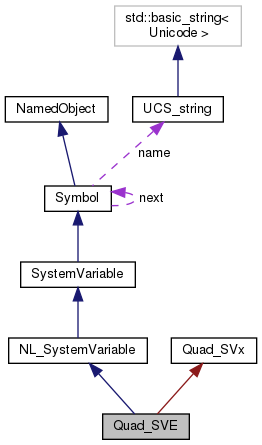 std::basic_string<
Unicode >
NamedObject
UCS_string
name
Symbol
next
SystemVariable
NL_SystemVariable
Quad_SVx
Quad_SVE